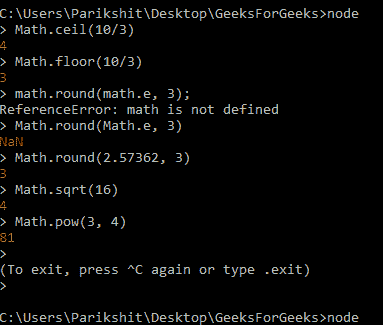 C:\Users\Parikshit\Desktop\GeeksForGeeks>node
> Math.ceil(10/3)
4
> Math.floor(10/3)
3
> math.round(math.e, 3);
ReferenceError: math is not defined
> Math.round(Math.e, 3)
NaN
> Math.round(2.57362, 3)
3
> Math.sqrt(16)
4
> Math.pow(3, 4)
81
>
(To exit, press ^C again or type .exit)
>
C:\Users\Parikshit\Desktop\GeeksForGeeks>node